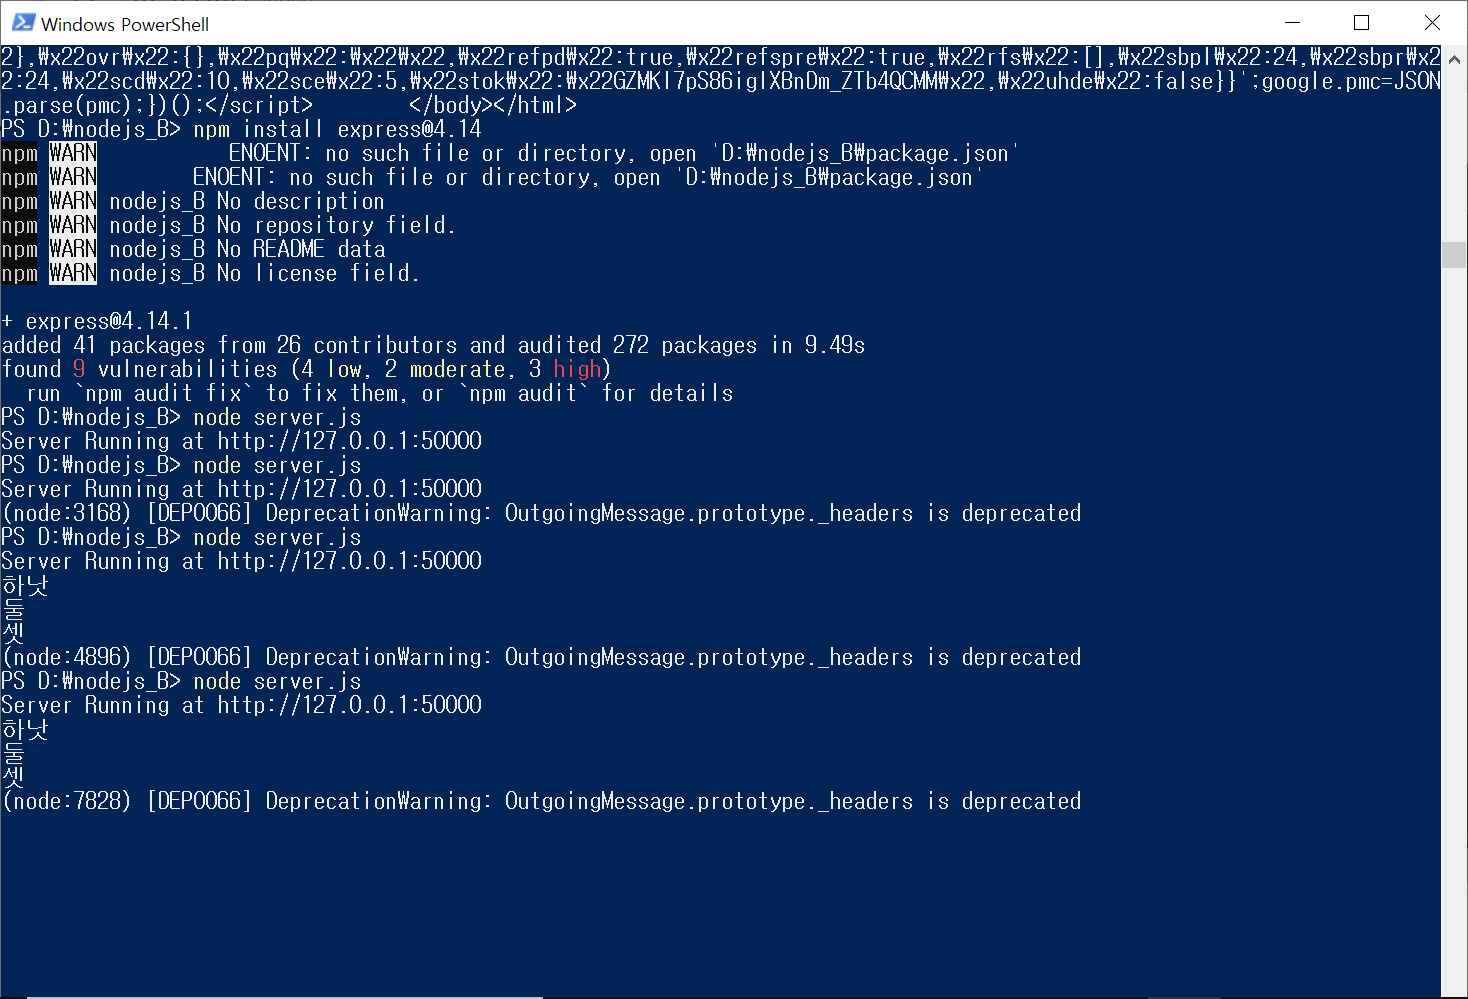 Windows PowerShell
2},₩x22ovr₩x22:{},₩x22pq₩x22:₩x22₩x22,₩x22refpd₩x22:true,₩x22refspre₩x22:true,₩x22rfs₩x22:[],₩x22sbpl₩x22:24,₩x22sbpr₩x2
2:24,₩x22scd₩x22:10,₩x22sce₩x22:5,₩x22stok₩x22:₩x22GZMKl7pS86iglXBnDm_ZTb4QCMM₩x22,₩x22uhde₩x22:false}}';google.pmc=JSON
.parse(pmc);})();</script>        </body></html>
PS D:₩nodejs_B> npm install express@4.14
npm WARN           ENOENT: no such file or directory, open 'D:₩nodejs_B₩package.json'
npm WARN        ENOENT: no such file or directory, open 'D:₩nodejs_B₩package.json'
npm WARN nodejs_B No description
npm WARN nodejs_B No repository field.
npm WARN nodejs_B No README data
npm WARN nodejs_B No license field.
+ express@4.14.1
added 41 packages from 26 contributors and audited 272 packages in 9.49s
found 9 vulnerabilities (4 low, 2 moderate, 3 high)
  run `npm audit fix` to fix them, or `npm audit` for details
PS D:₩nodejs_B> node server.js
Server Running at http://127.0.0.1:50000
PS D:₩nodejs_B> node server.js
Server Running at http://127.0.0.1:50000
(node:3168) [DEP0066] DeprecationWarning: OutgoingMessage.prototype._headers is deprecated
PS D:₩nodejs_B> node server.js
Server Running at http://127.0.0.1:50000
하낫
둘
셋
(node:4896) [DEP0066] DeprecationWarning: OutgoingMessage.prototype._headers is deprecated
PS D:₩nodejs_B> node server.js
Server Running at http://127.0.0.1:50000
하낫
둘
셋
(node:7828) [DEP0066] DeprecationWarning: OutgoingMessage.prototype._headers is deprecated